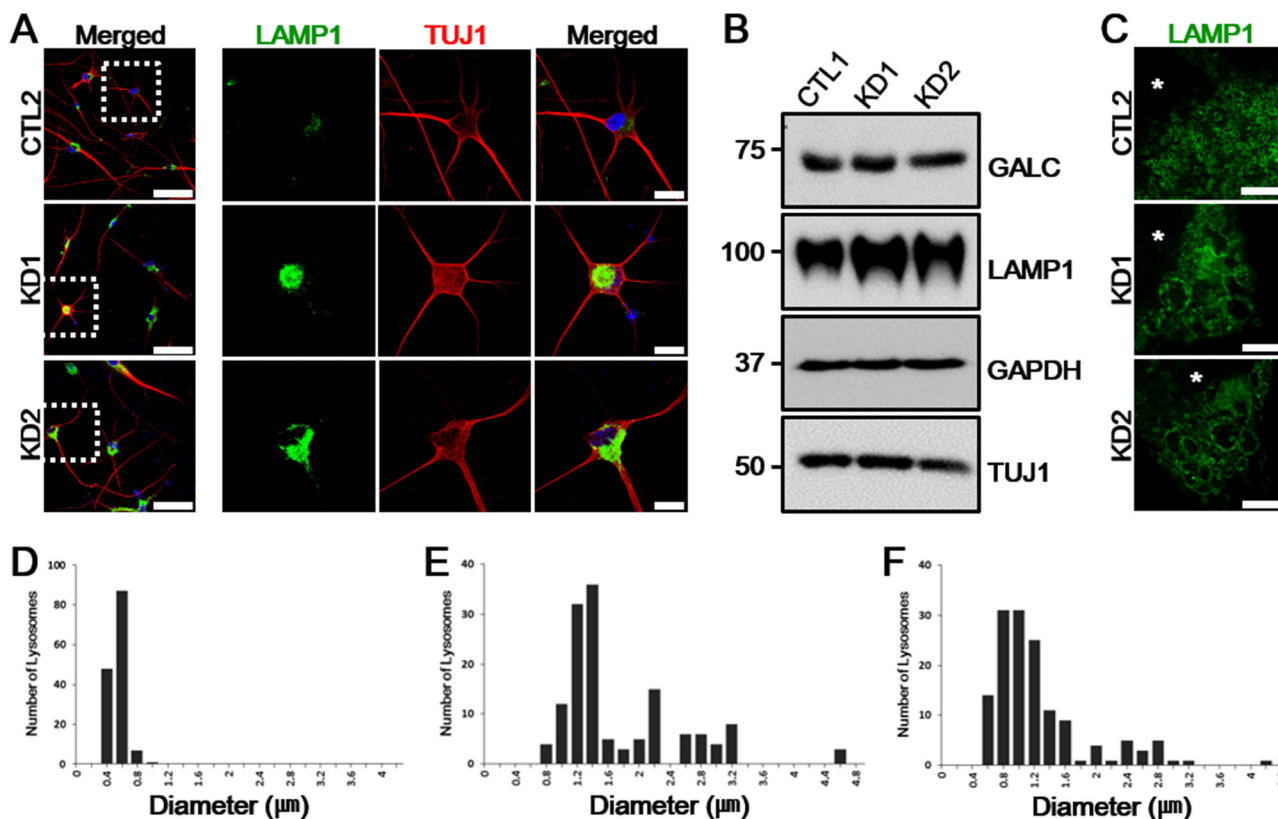 A
Merged
LAMP1
TUJ1
Merged
CTL2
KD1
KD2
B
CTL1
KD1
KD2
75
GALC
100
LAMP1
37
GAPDH
50
TUJ1
C
LAMP1
CTL2
*
KD1
*
KD2
*
D
Number of Lysosomes
100
80
60
40
20
0
0
0.4
0.8
1.2
1.6
2
2.4
2.8
3.2
3.6
4
Diameter (㎛)
E
Number of Lysosomes
40
30
20
10
0
0
0.4
0.8
1.2
1.6
2
2.4
2.8
3.2
3.6
4
4.4
4.8
Diameter (㎛)
F
Number of Lysosomes
40
30
20
10
0
0
0.4
0.8
1.2
1.6
2
2.4
2.8
3.2
3.6
4
Diameter (㎛)